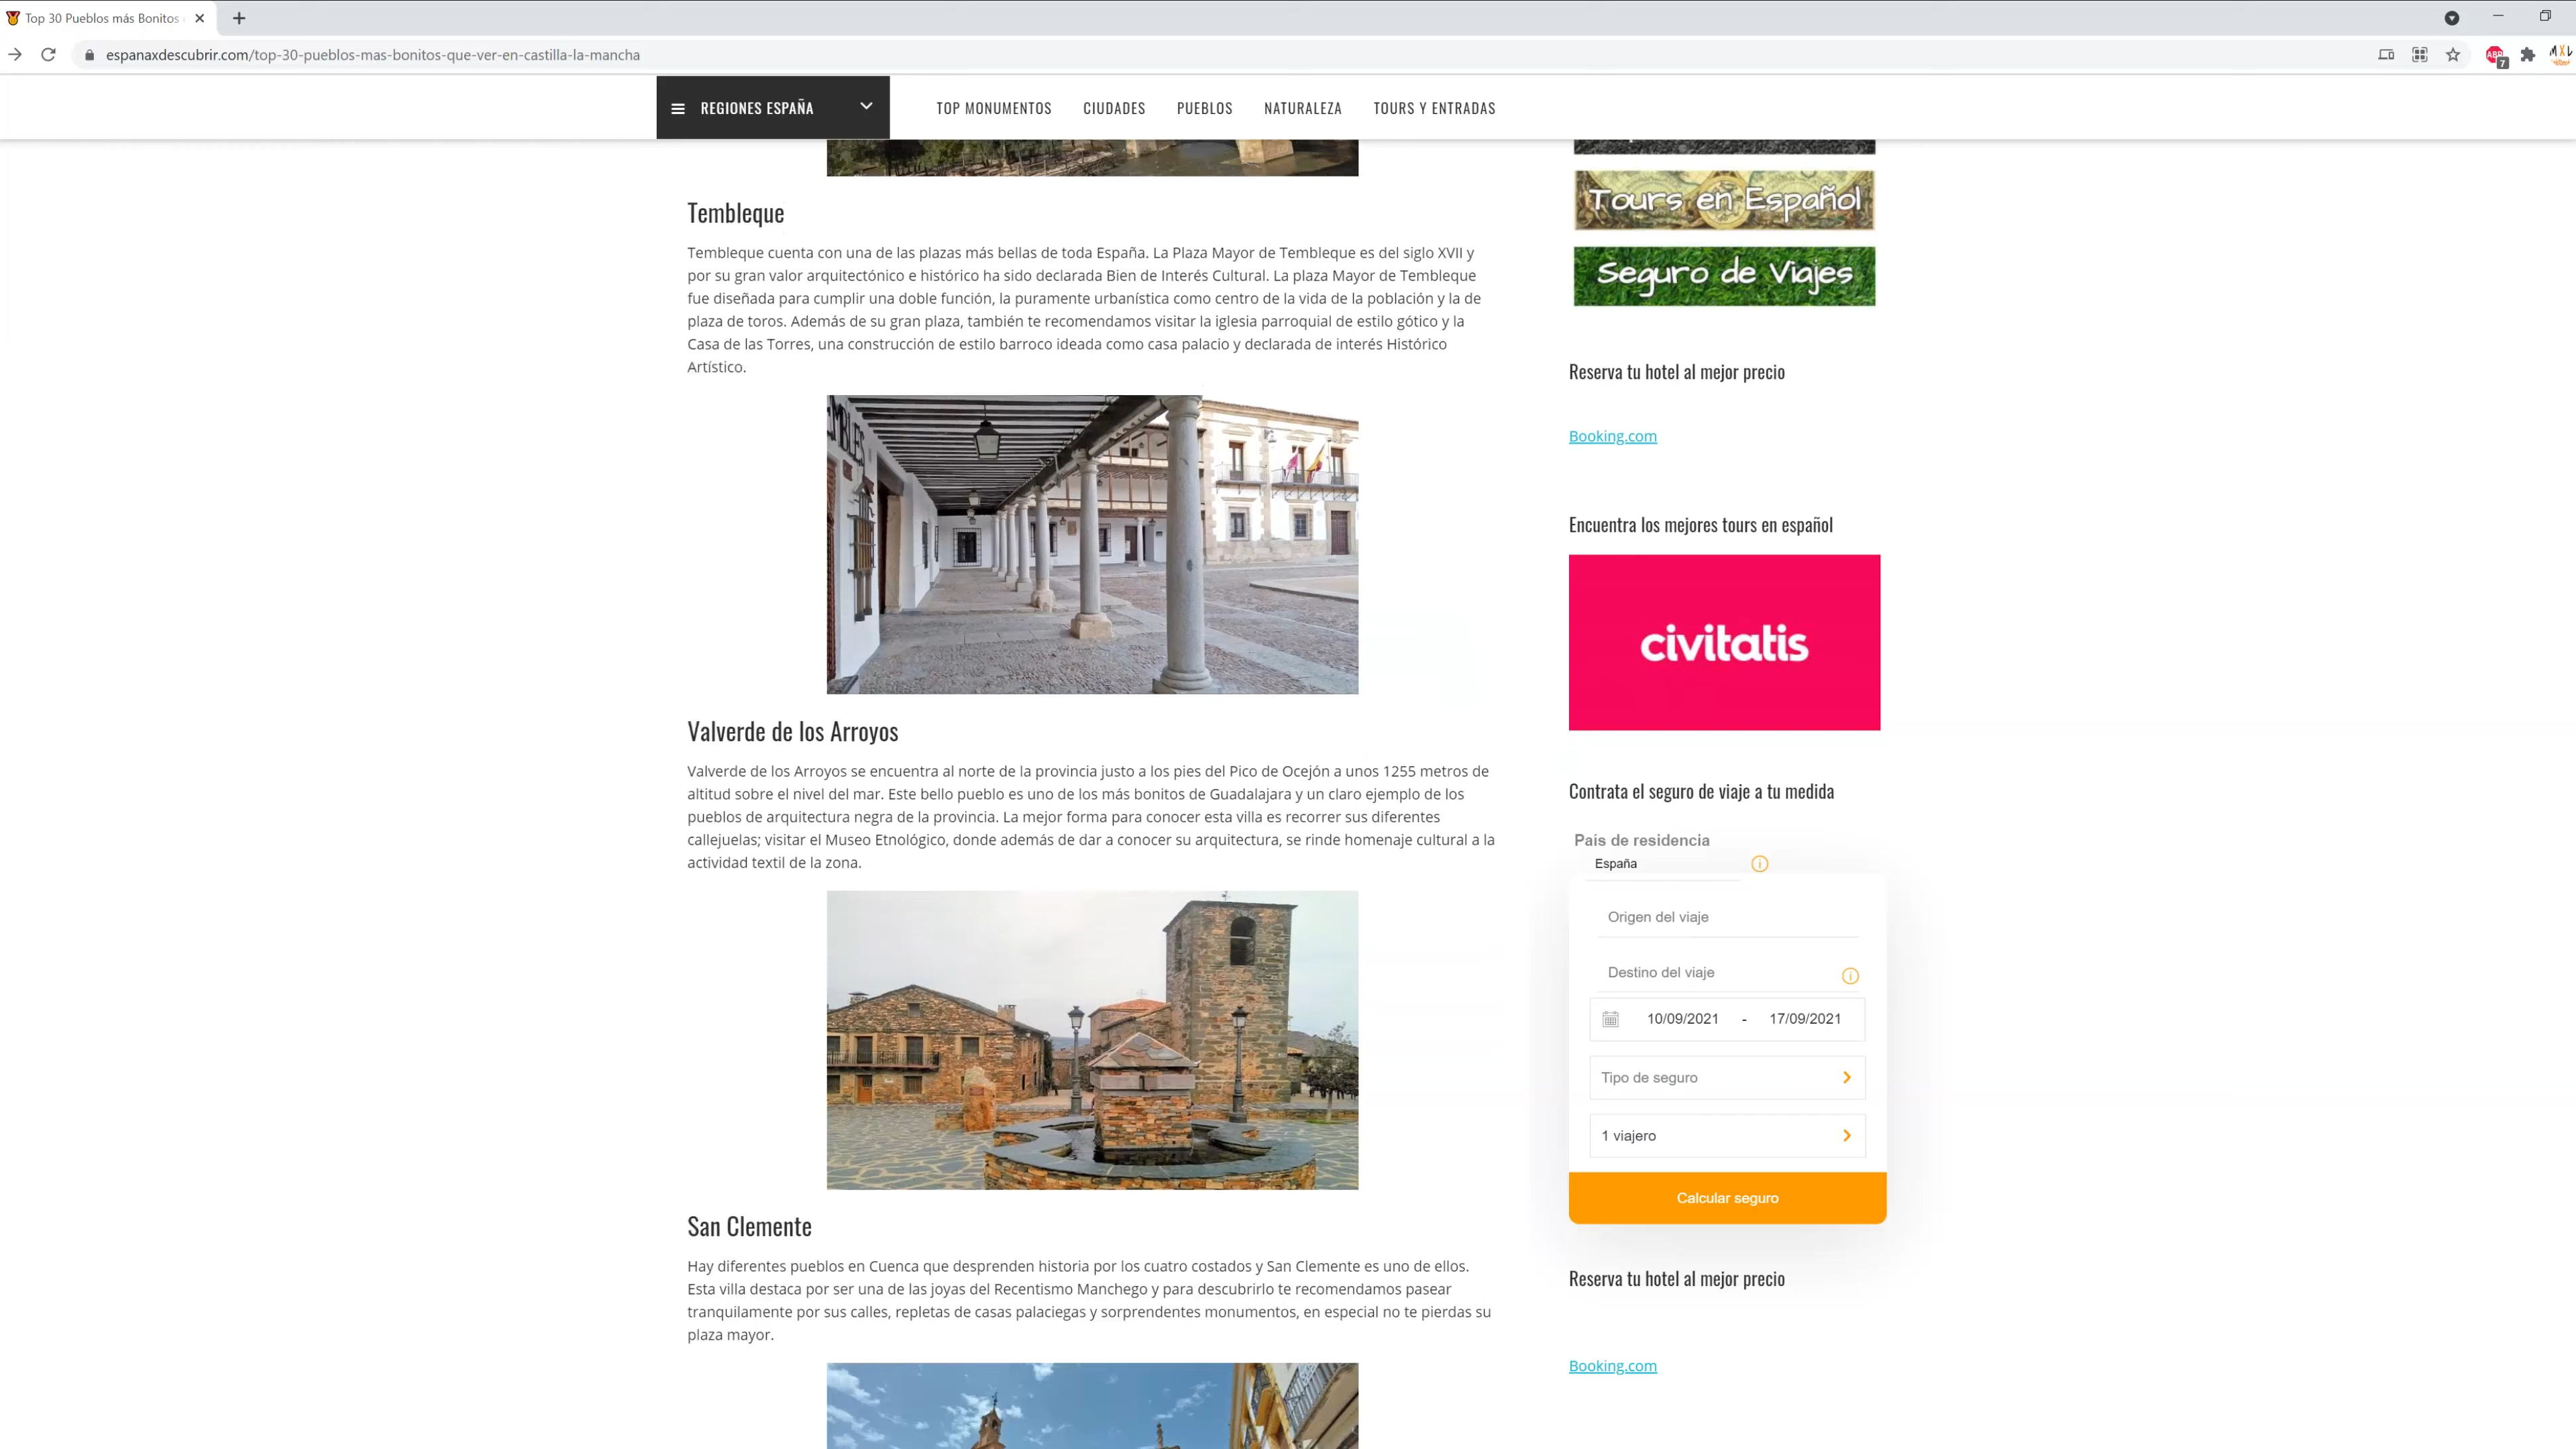 Top 30 Pueblos más Bonitos
espanaxdescubrir.com/top-30-pueblos-mas-bonitos-que-ver-en-castilla-la-mancha
ABP
7
MXL
REGIONES ESPAÑA
TOP MONUMENTOS
CIUDADES
PUEBLOS
NATURALEZA
TOURS Y ENTRADAS
Tembleque
Tembleque cuenta con una de las plazas más bellas de toda España. La Plaza Mayor de Tembleque es del siglo XVII y
por su gran valor arquitectónico e histórico ha sido declarada Bien de Interés Cultural. La plaza Mayor de Tembleque
fue diseñada para cumplir una doble función, la puramente urbanística como centro de la vida de la población y la de
plaza de toros. Además de su gran plaza, también te recomendamos visitar la iglesia parroquial de estilo gótico y la
Casa de las Torres, una construcción de estilo barroco ideada como casa palacio y declarada de interés Histórico
Artístico.
Valverde de los Arroyos
Valverde de los Arroyos se encuentra al norte de la provincia justo a los pies del Pico de Ocejón a unos 1255 metros de
altitud sobre el nivel del mar. Este bello pueblo es uno de los más bonitos de Guadalajara y un claro ejemplo de los
pueblos de arquitectura negra de la provincia. La mejor forma para conocer esta villa es recorrer sus diferentes
callejuelas; visitar el Museo Etnológico, donde además de dar a conocer su arquitectura, se rinde homenaje cultural a la
actividad textil de la zona.
San Clemente
Hay diferentes pueblos en Cuenca que desprenden historia por los cuatro costados y San Clemente es uno de ellos.
Esta villa destaca por ser una de las joyas del Recentismo Manchego y para descubrirlo te recomendamos pasear
tranquilamente por sus calles, repletas de casas palaciegas y sorprendentes monumentos, en especial no te pierdas su
plaza mayor.
Tours en Español
Seguro de Viajes
Reserva tu hotel al mejor precio
Booking.com
Encuentra los mejores tours en español
civitatis
Contrata el seguro de viaje a tu medida
País de residencia
España
Origen del viaje
Destino del viaje
10/09/2021 - 17/09/2021
Tipo de seguro
1 viajero
Calcular seguro
Reserva tu hotel al mejor precio
Booking.com